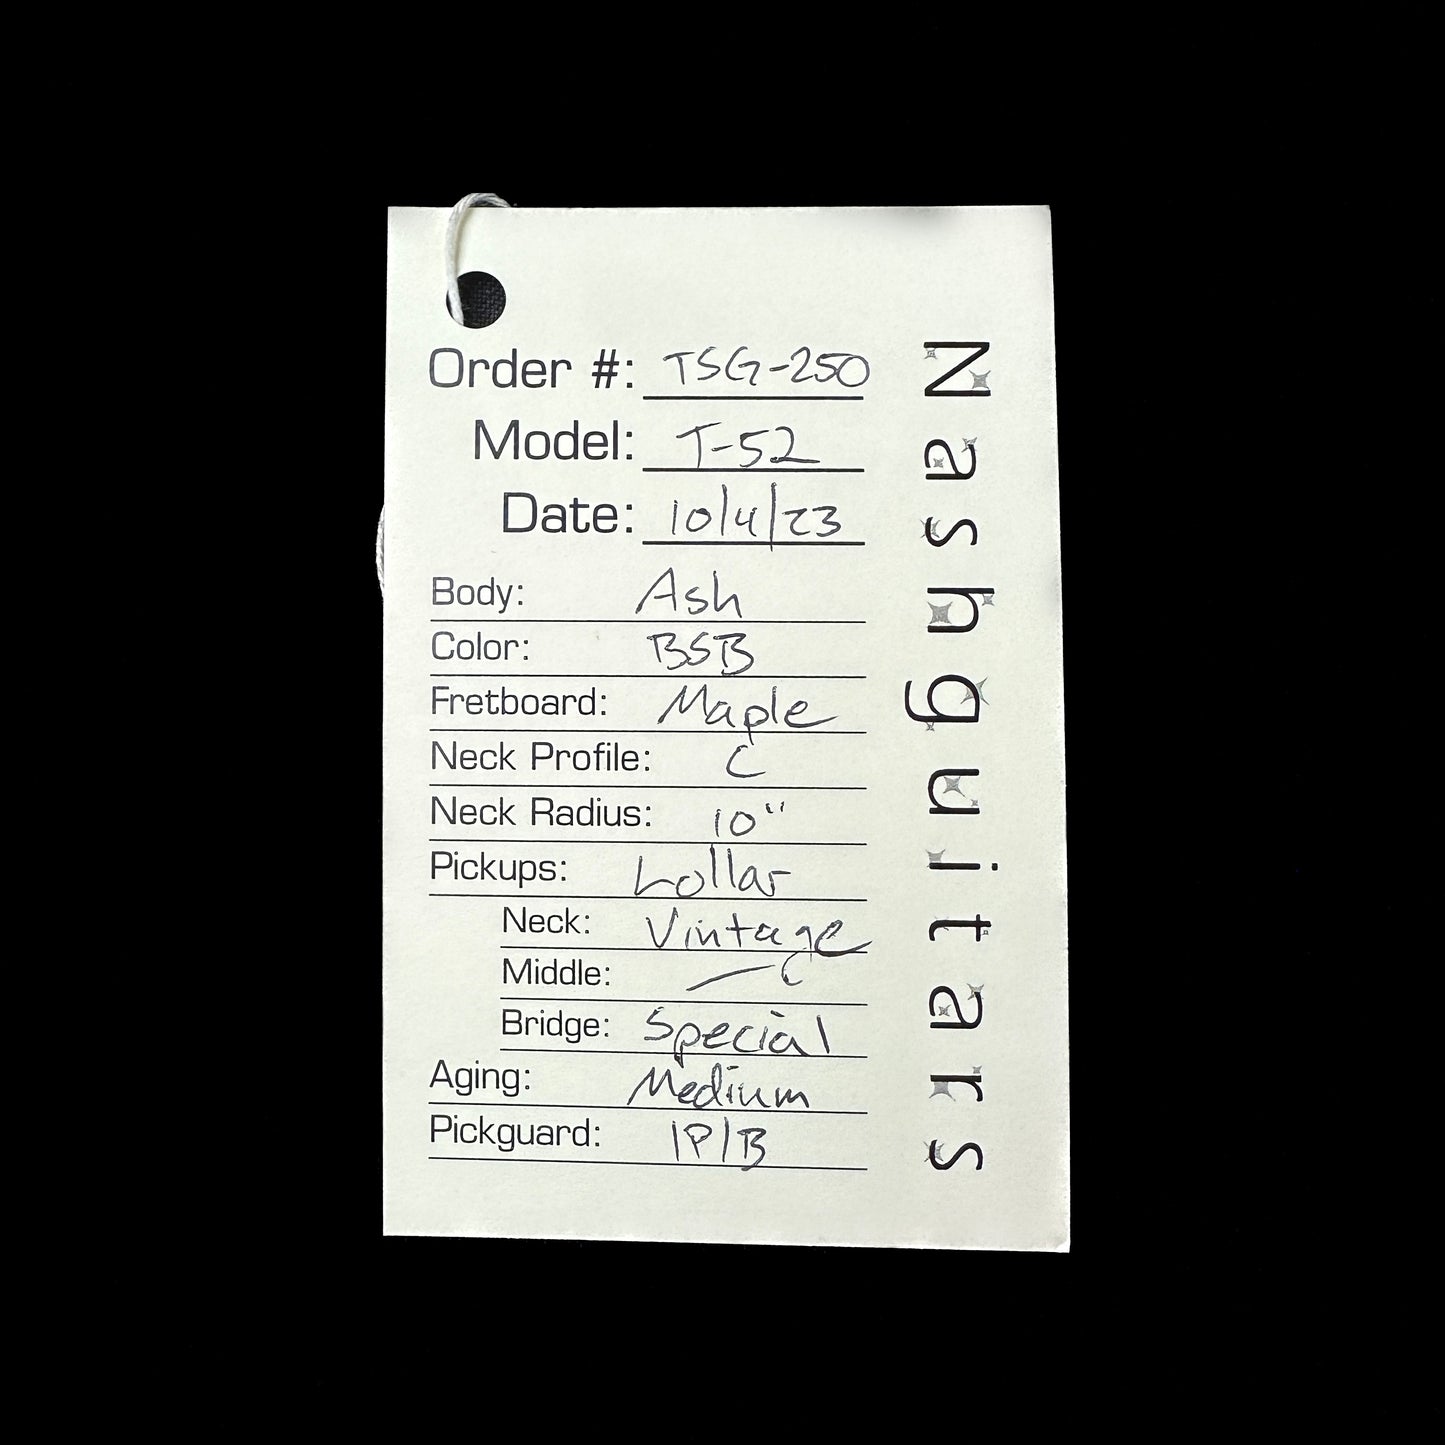 Order #: TSG-250
Model: T-52
Date: 10/4/23
Body: Ash
Color: BSB
Fretboard: Maple
Neck Profile: C
Neck Radius: 10"
Pickups: Lollar
Neck: Vintage
Middle: —
Bridge: Special
Aging: Medium
Pickguard: 1P/B
Nashguitars